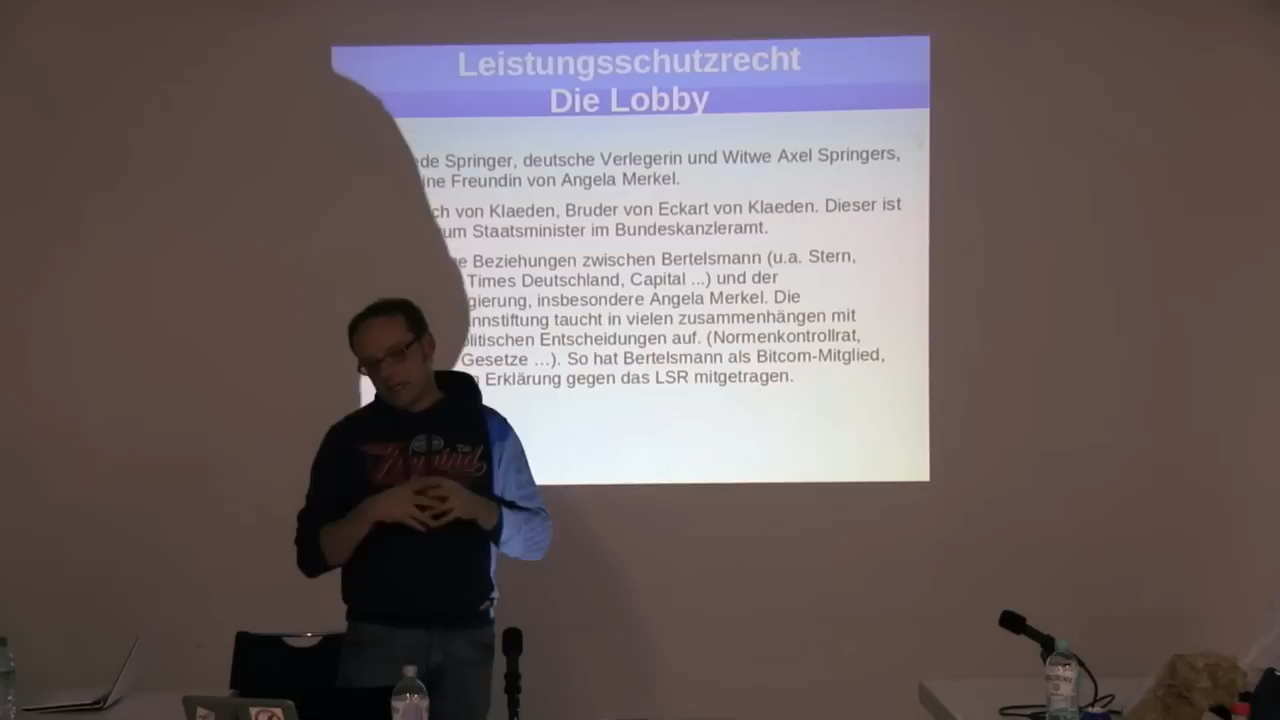 Leistungsschutzrecht
Die Lobby
de Springer, deutsche Verlegerin und Witwe Axel Springers,
ine Freundin von Angela Merkel.
ch von Klaeden, Bruder von Eckart von Klaeden. Dieser ist
um Staatsminister im Bundeskanzleramt.
e Beziehungen zwischen Bertelsmann (u.a. Stern,
Times Deutschland, Capital ...) und der
gierung, insbesondere Angela Merkel. Die
nnstiftung taucht in vielen zusammenhängen mit
olitischen Entscheidungen auf. (Normenkontrollrat,
Gesetze ...). So hat Bertelsmann als Bitcom-Mitglied,
Erklärung gegen das LSR mitgetragen.